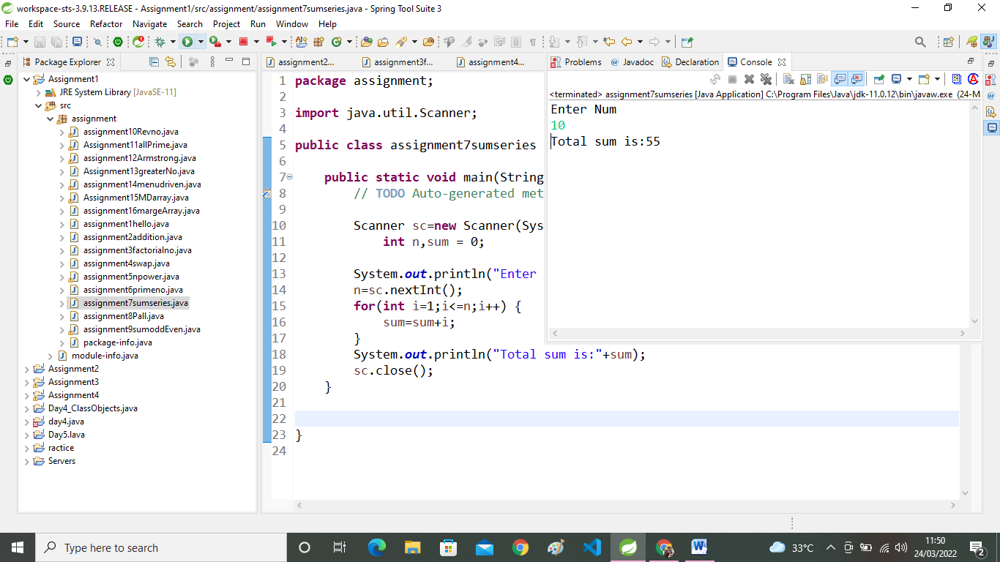 workspace-sts-3.9.13.RELEASE - Assignment1/src/assignment/assignment7sumseries.java - Spring Tool Suite 3
File Edit Source Refactor Navigate Search Project Run Window Help
Package Explorer
Assignment1
JRE System Library [JavaSE-11]
src
assignment
assignment10Revno.java
Assignment11allPrime.java
assignment12Armstrong.java
Assignment13greaterNo.java
assignment14menudriven.java
Assignment15MDarray.java
assignment16margeArray.java
assignment1hello.java
assignment2addition.java
assignment3factorialno.java
assignment4swap.java
assignment5npower.java
assignment6primeno.java
assignment7sumseries.java
assignment8Pall.java
assignment9sumoddEven.java
package-info.java
module-info.java
Assignment2
Assignment3
Assignment4
Day4_ClassObjects.java
day4.java
Day5.lava
ractice
Servers
assignment2... assignment3f... assignment4...
1 package assignment;
2
3 import java.util.Scanner;
4
5 public class assignment7sumseries
6
7 public static void main(String
8 // TODO Auto-generated met
9
10 Scanner sc=new Scanner(Sys
11 int n,sum = 0;
12
13 System.out.println("Enter
14 n=sc.nextInt();
15 for(int i=1;i<=n;i++) {
16 sum=sum+i;
17 }
18 System.out.println("Total sum is:"+sum);
19 sc.close();
20 }
21
22
23 }
24
Problems @ Javadoc Declaration Console
<terminated> assignment7sumseries [Java Application] C:\Program Files\Java\jdk-11.0.12\bin\javaw.exe (24-M
Enter Num
10
Total sum is:55
Type here to search
33°C
11:50
24/03/2022
2